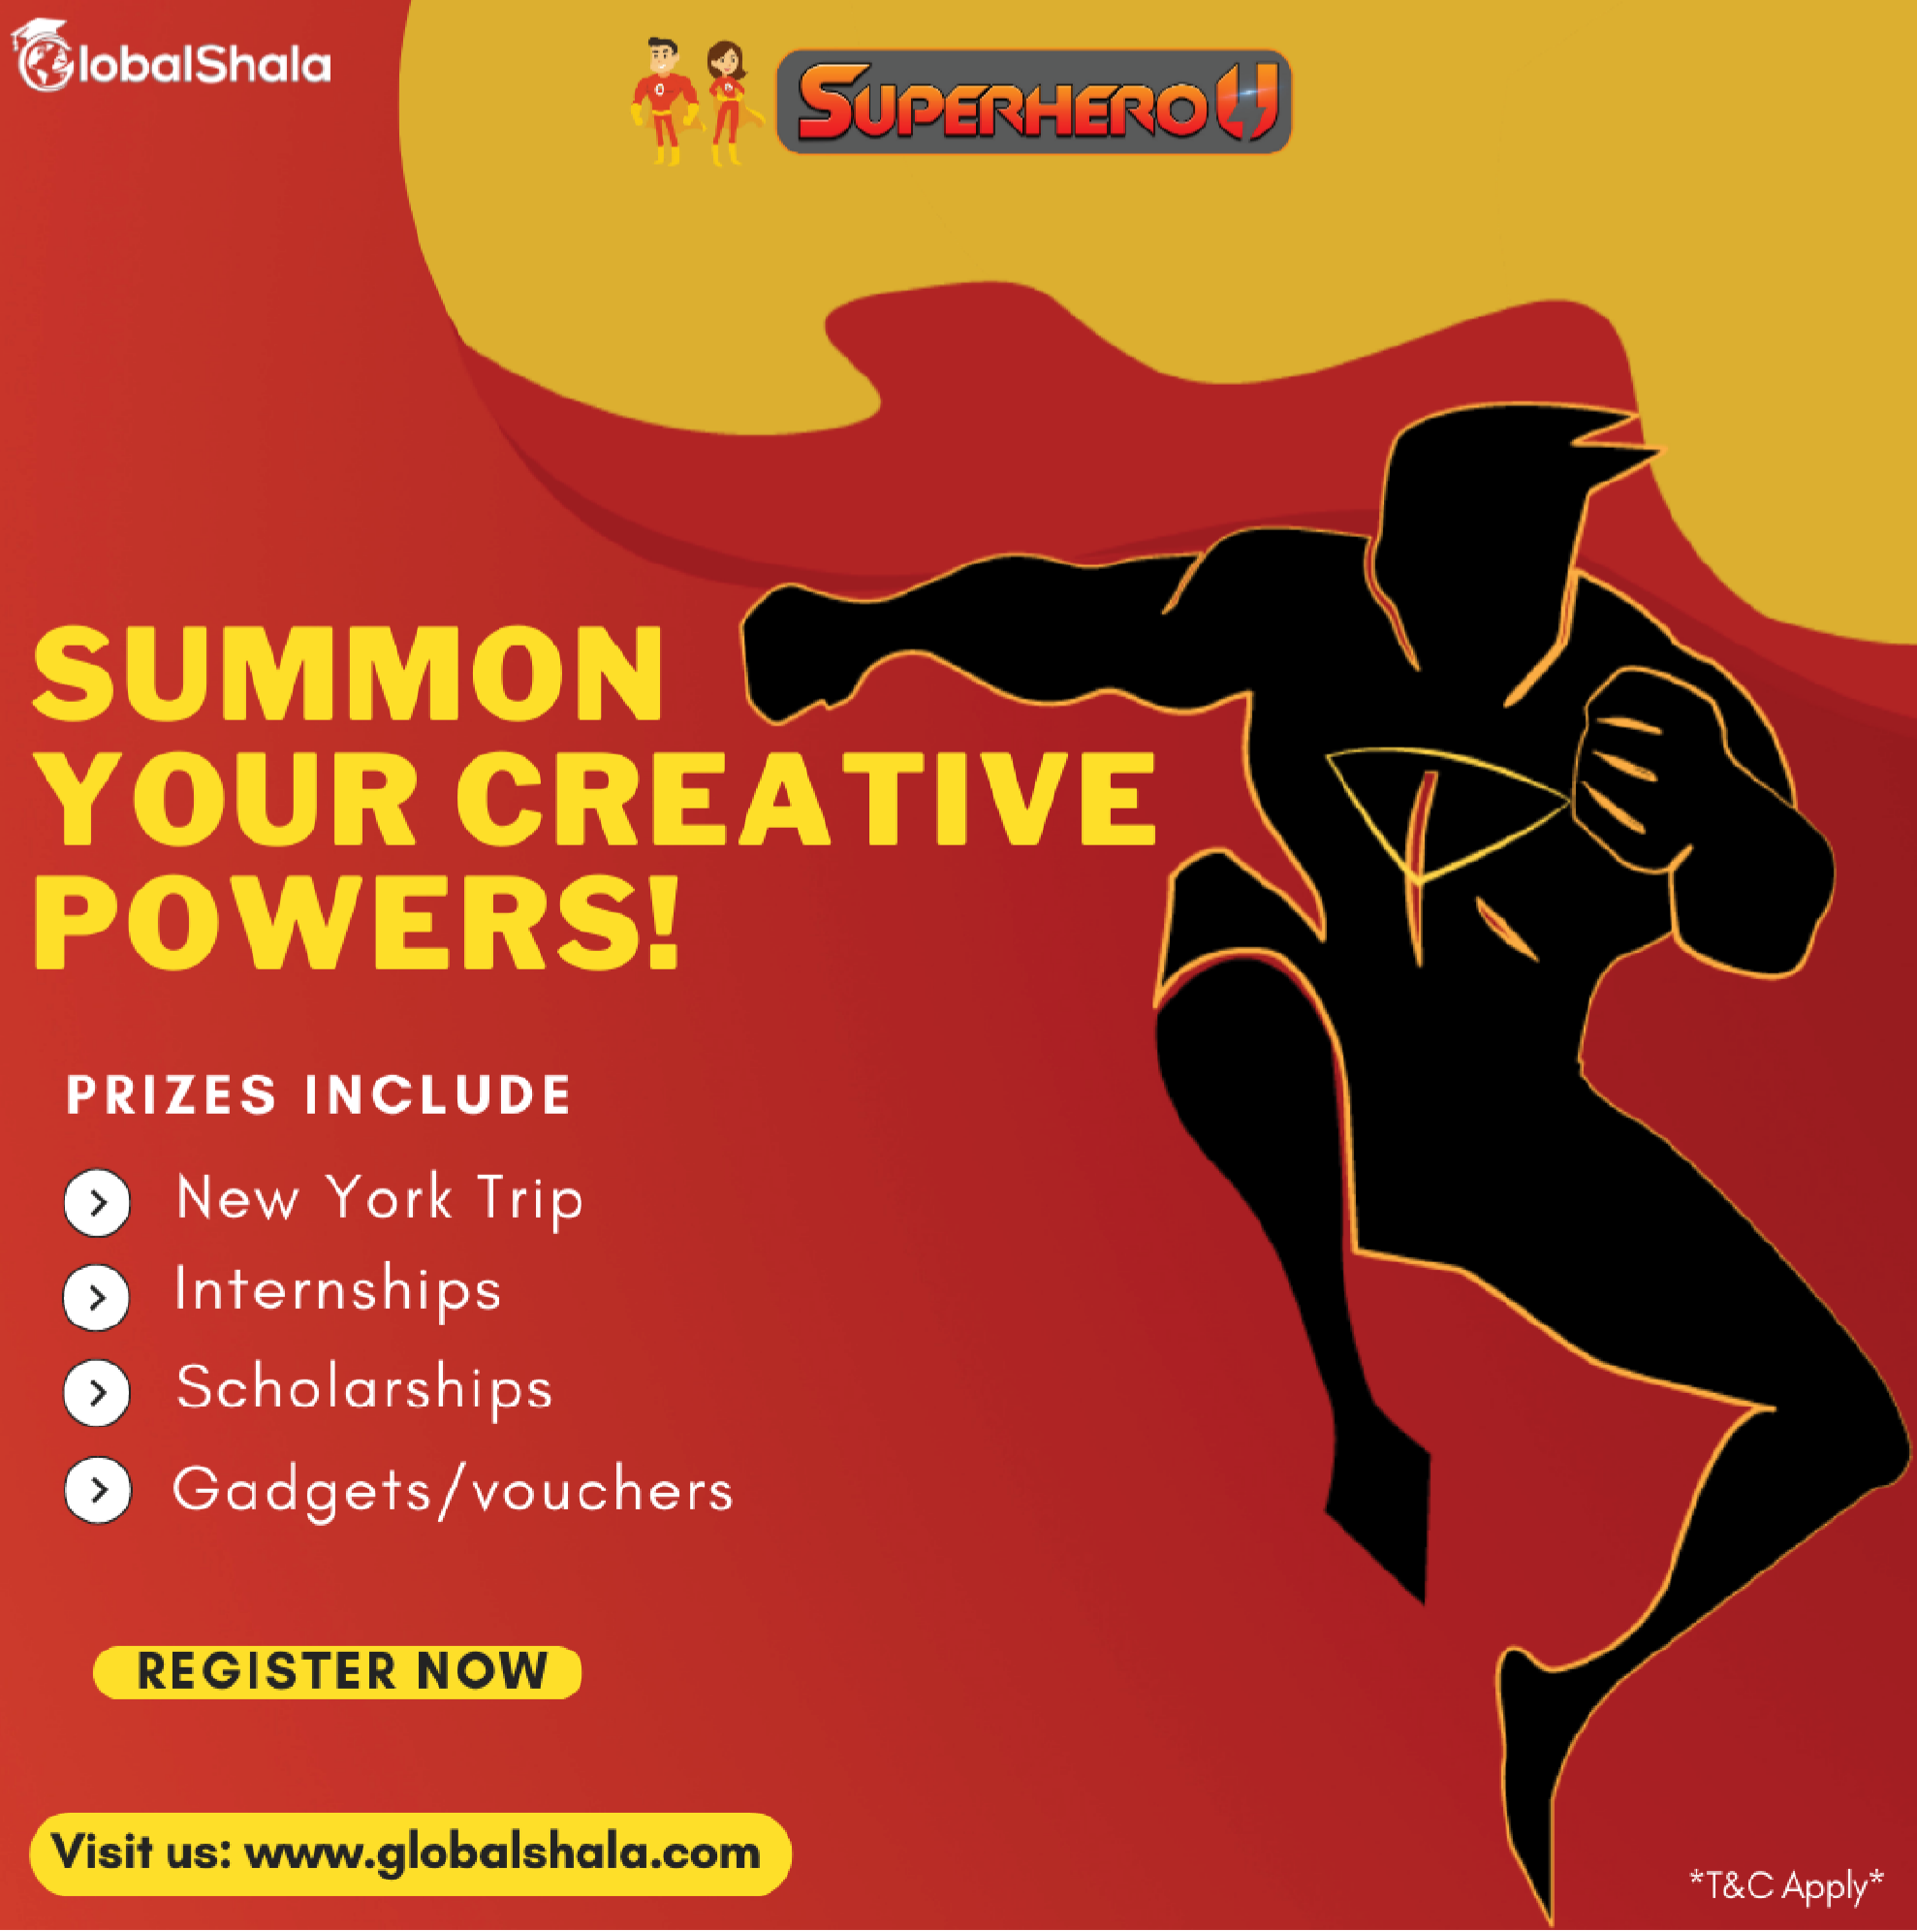 GlobalShala
SUPERHERO U
SUMMON
YOUR CREATIVE
POWERS!
PRIZES INCLUDE
New York Trip
Internships
Scholarships
Gadgets/vouchers
REGISTER NOW
Visit us: www.globalshala.com
*T&C Apply*